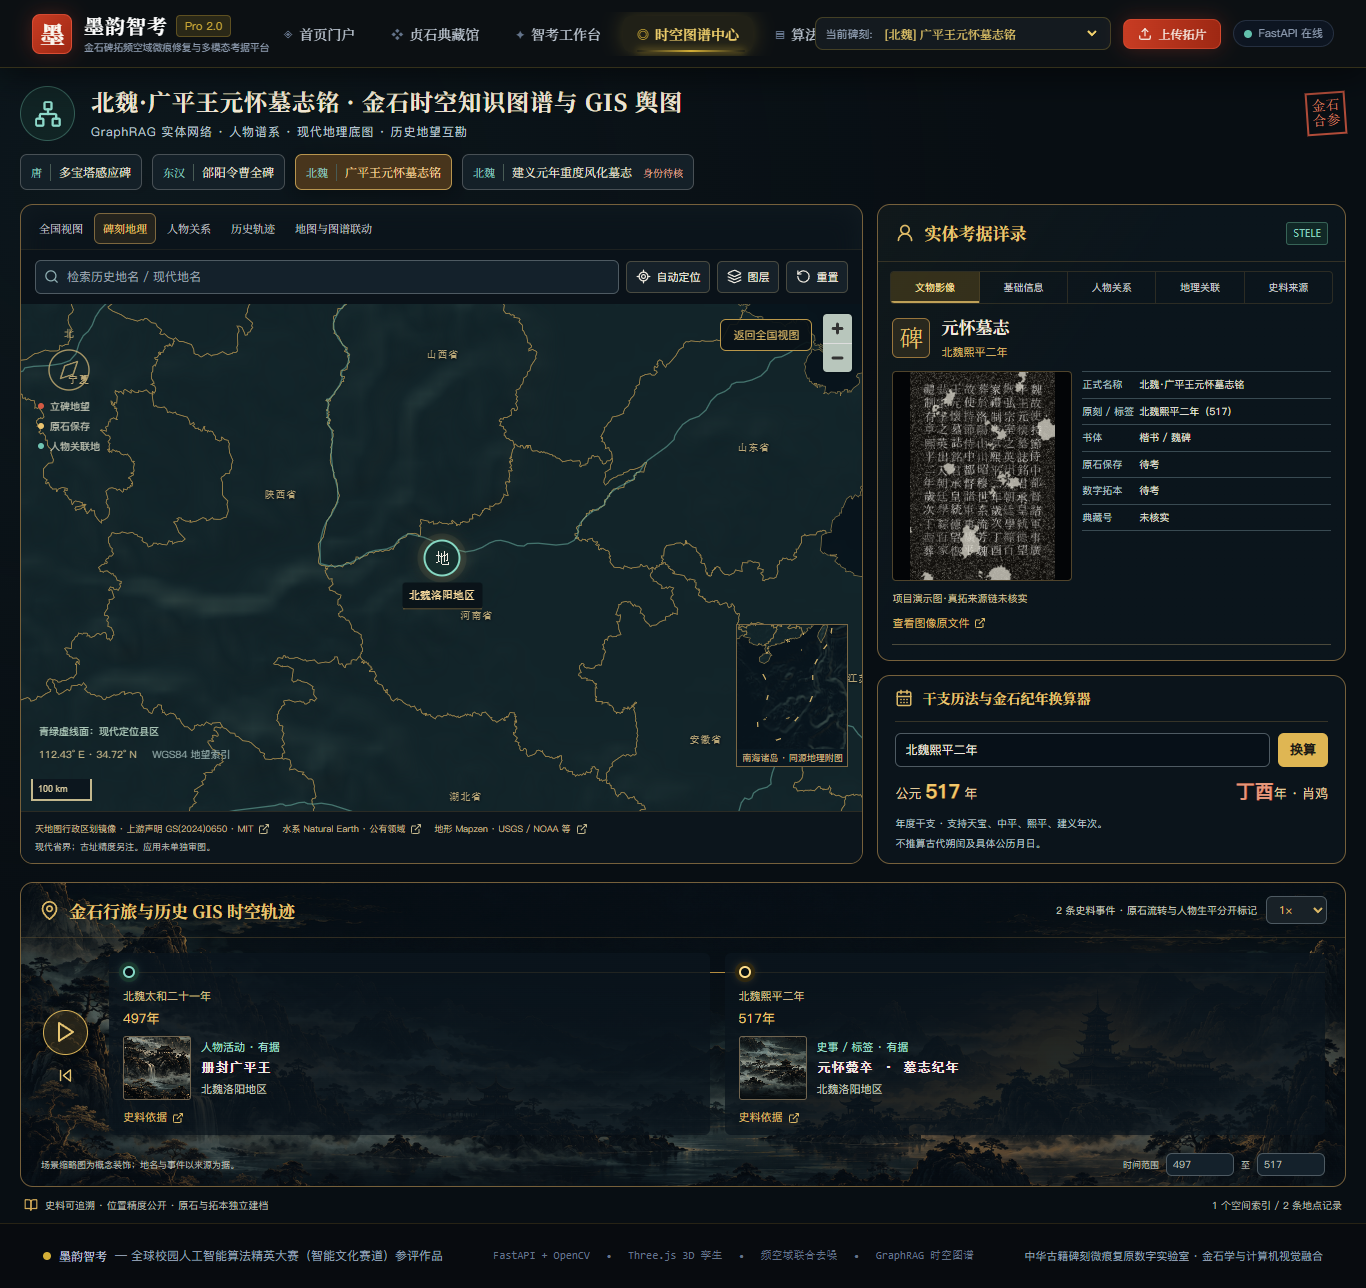 墨 墨韵智考 Pro 2.0
金石碑拓频空域微痕修复与多模态考据平台
首页门户 贞石典藏馆 智考工作台 时空图谱中心 算法
当前碑刻: [北魏] 广平王元怀墓志铭
上传拓片 FastAPI 在线
北魏·广平王元怀墓志铭 · 金石时空知识图谱与 GIS 舆图
GraphRAG 实体网络 · 人物谱系 · 现代地理底图 · 历史地望互勘
金石
合参
唐 多宝塔感应碑 东汉 郃阳令曹全碑 北魏 广平王元怀墓志铭 北魏 建义元年重度风化墓志 身份待核
全国视图 碑刻地理 人物关系 历史轨迹 地图与图谱联动
检索历史地名 / 现代地名 自动定位 图层 重置
返回全国视图
+
−
北
宁夏
立碑地望
原石保存
人物关联地
山西省
山东省
陕西省
地
北魏洛阳地区
河南省
安徽省
湖北省
南海诸岛 · 同源地理附图
青绿虚线面：现代定位县区
112.43° E · 34.72° N WGS84 地望索引
100 km
天地图行政区划镜像 · 上游声明 GS(2024)0650 · MIT 水系 Natural Earth · 公有领域 地形 Mapzen · USGS / NOAA 等
现代省界；古址精度另注。应用未单独审图。
实体考据详录 STELE
文物影像 基础信息 人物关系 地理关联 史料来源
碑 元怀墓志
北魏熙平二年
正式名称 北魏·广平王元怀墓志铭
原刻 / 标签 北魏熙平二年（517）
书体 楷书 / 魏碑
原石保存 待考
数字拓本 待考
典藏号 未核实
项目演示图·真拓来源链未核实
查看图像原文件
干支历法与金石纪年换算器
北魏熙平二年 换算
公元 517 年 丁酉年 · 肖鸡
年度干支 · 支持天宝、中平、熙平、建义年次。
不推算古代朔闰及具体公历月日。
金石行旅与历史 GIS 时空轨迹
2 条史料事件 · 原石流转与人物生平分开标记 1×
北魏太和二十一年
497年
人物活动 · 有据
册封广平王
北魏洛阳地区
史料依据
北魏熙平二年
517年
史事 / 标签 · 有据
元怀薨卒 · 墓志纪年
北魏洛阳地区
史料依据
场景缩略图为概念装饰；地名与事件以来源为据。
时间范围 497 至 517
史料可追溯 · 位置精度公开 · 原石与拓本独立建档
1 个空间索引 / 2 条地点记录
墨韵智考 — 全球校园人工智能算法精英大赛（智能文化赛道）参评作品
FastAPI + OpenCV • Three.js 3D 孪生 • 频空域联合去噪 • GraphRAG 时空图谱
中华古籍碑刻微痕复原数字实验室 · 金石学与计算机视觉融合